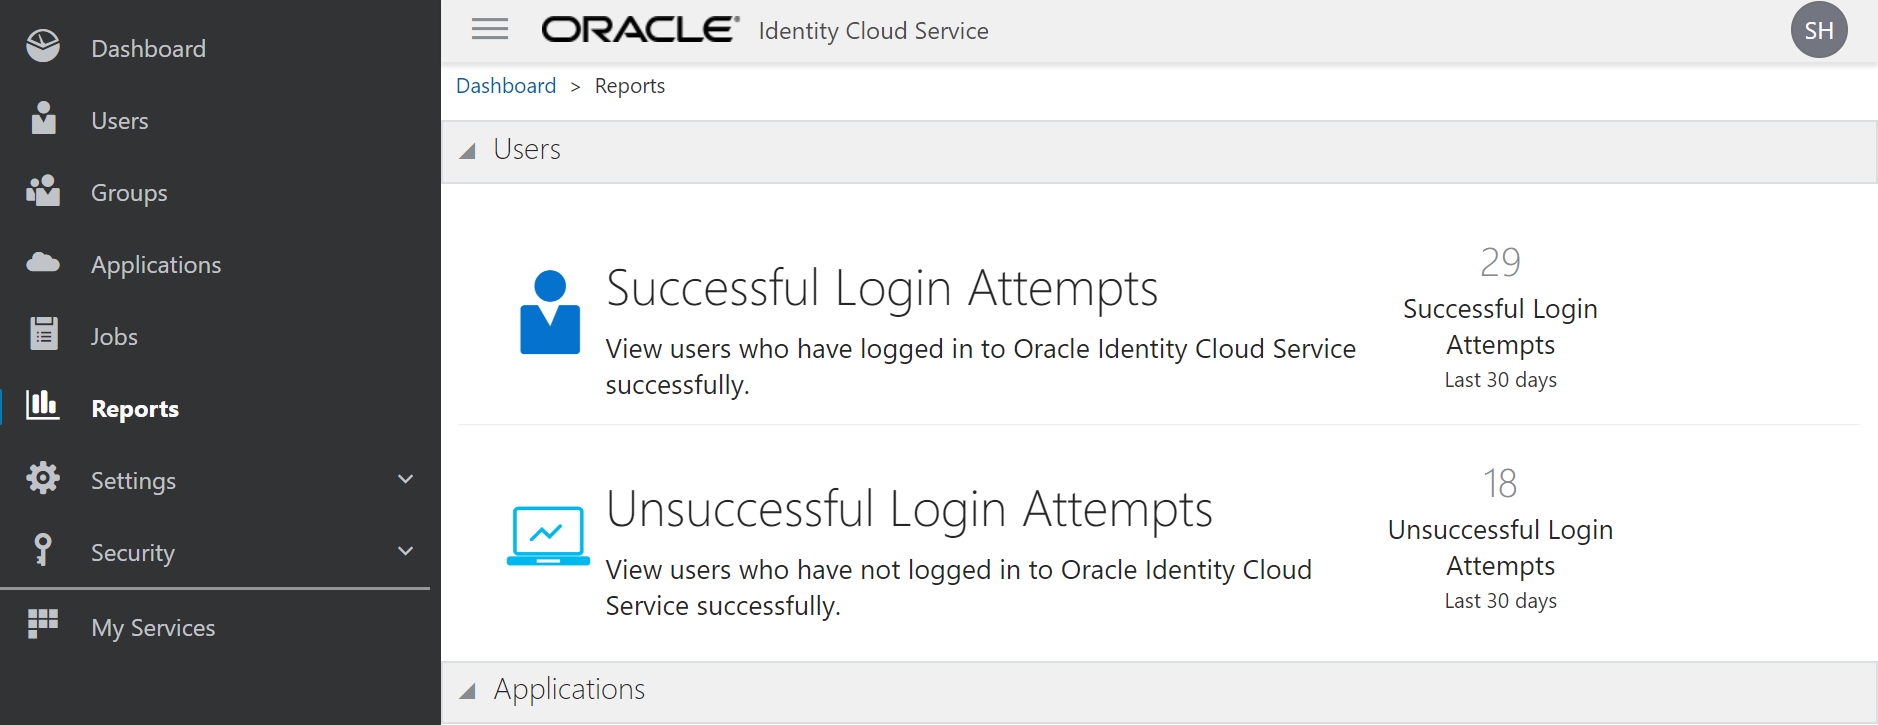 Dashboard
Users
Groups
Applications
Jobs
Reports
Settings
Security
My Services
ORACLE® Identity Cloud Service
SH
Dashboard > Reports
Users
Successful Login Attempts
View users who have logged in to Oracle Identity Cloud Service
successfully.
29
Successful Login
Attempts
Last 30 days
Unsuccessful Login Attempts
View users who have not logged in to Oracle Identity Cloud
Service successfully.
18
Unsuccessful Login
Attempts
Last 30 days
Applications